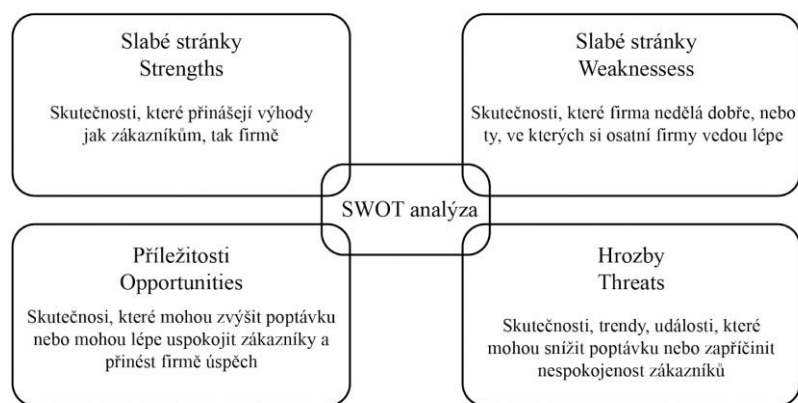 Slabé stránky
Strengths
Skutečnosti, které přinášejí výhody
jak zákazníkům, tak firmě
Slabé stránky
Weaknessess
Skutečnosti, které firma nedělá dobře, nebo
ty, ve kterých si osatní firmy vedou lépe
SWOT analýza
Příležitosti
Opportunities
Skutečnosi, které mohou zvýšit poptávku
nebo mohou lépe uspokojit zákazníky a
přinést firmě úspěch
Hrozby
Threats
Skutečnosti, trendy, události, které
mohou snížit poptávku nebo zapříčinit
nespokojenost zákazníků